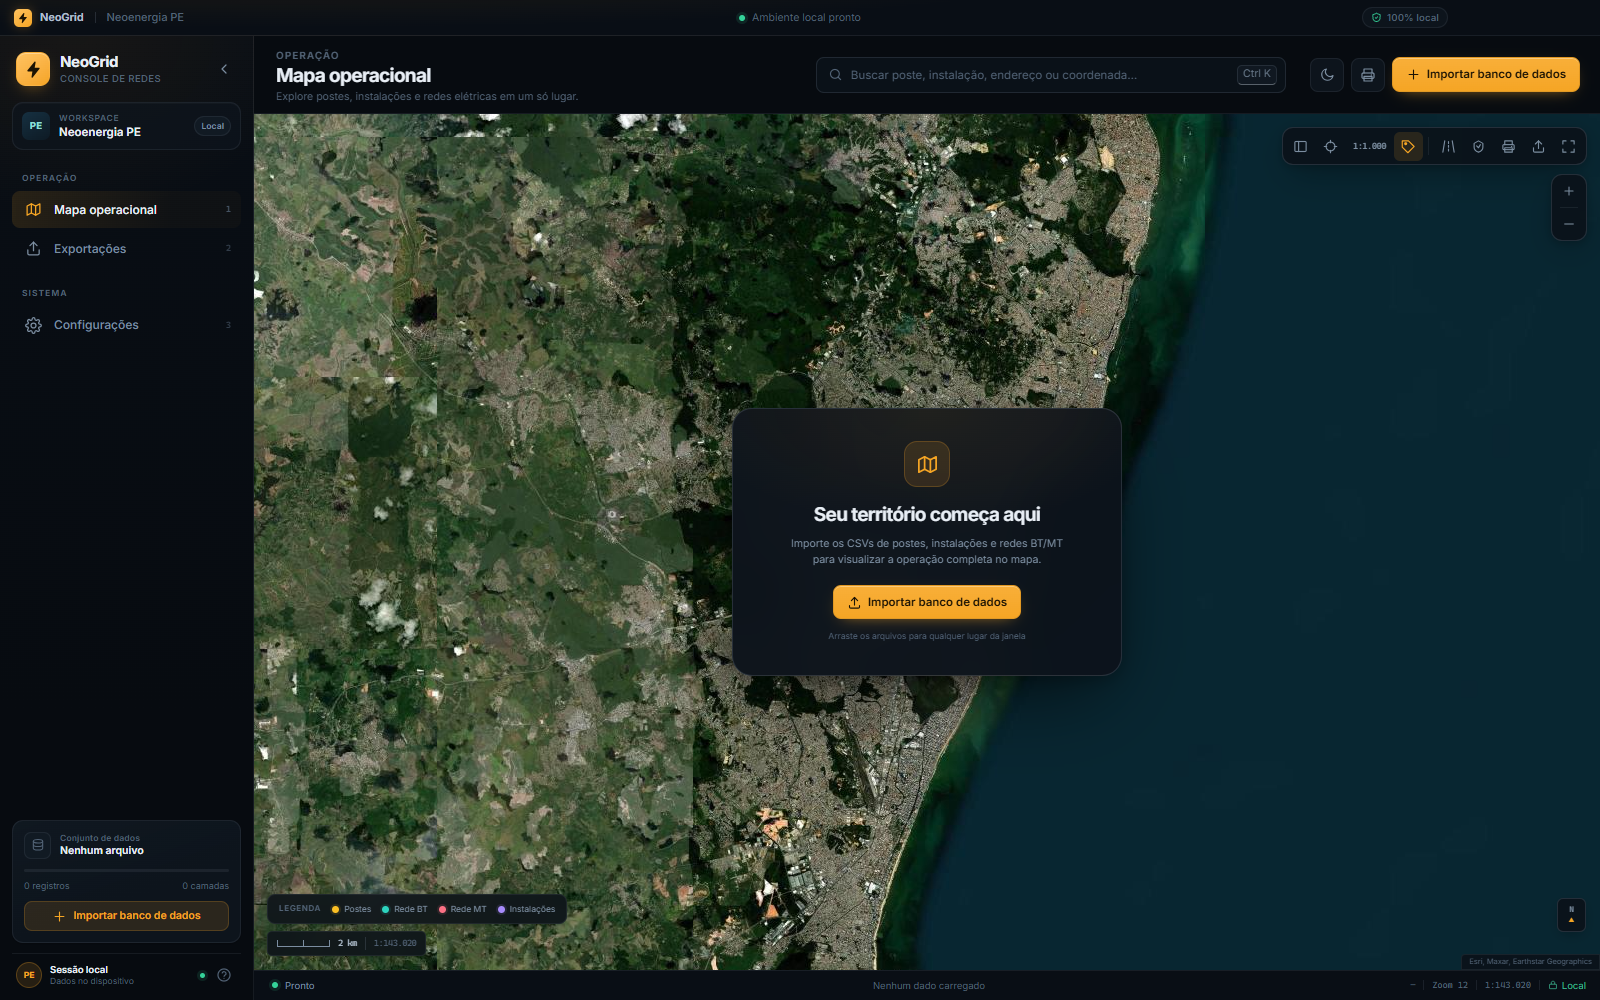 NeoGrid | Neoenergia PE
Ambiente local pronto
100% local
NeoGrid
CONSOLE DE REDES
PE
WORKSPACE
Neoenergia PE
Local
OPERAÇÃO
Mapa operacional 1
Exportações 2
SISTEMA
Configurações 3
OPERAÇÃO
Mapa operacional
Explore postes, instalações e redes elétricas em um só lugar.
Buscar poste, instalação, endereço ou coordenada... Ctrl K
Importar banco de dados
1:1.000
Seu território começa aqui
Importe os CSVs de postes, instalações e redes BT/MT
para visualizar a operação completa no mapa.
Importar banco de dados
Arraste os arquivos para qualquer lugar da janela
LEGENDA Postes Rede BT Rede MT Instalações
2 km 1:143.020
N
Esri, Maxar, Earthstar Geographics
Conjunto de dados
Nenhum arquivo
0 registros 0 camadas
Importar banco de dados
PE
Sessão local
Dados no dispositivo
Pronto
Nenhum dado carregado
— Zoom 12 1:143.020 Local